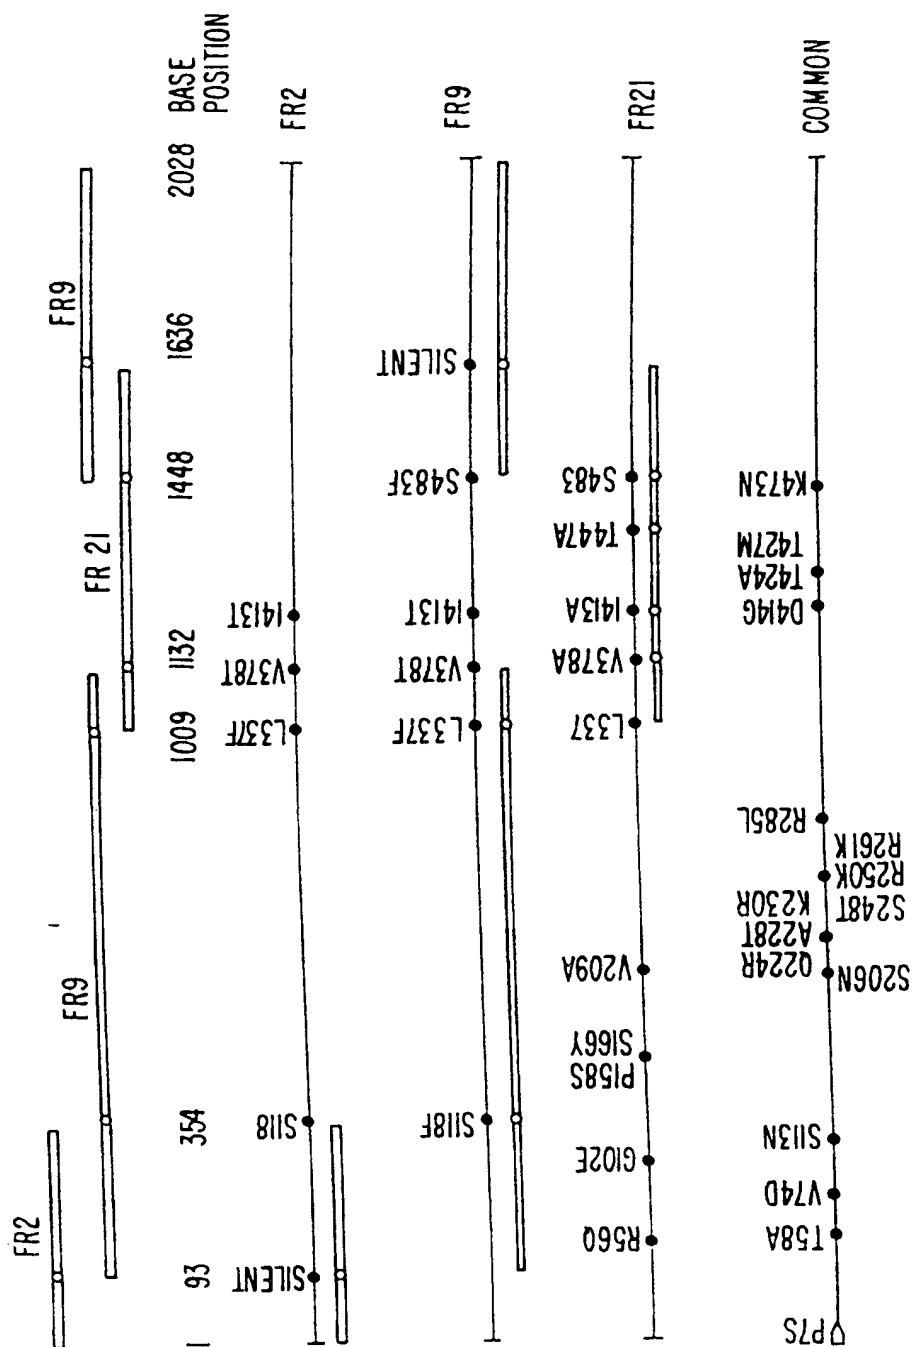 FR2
FR9
FR 21
FR9
BASE
POSITION
1
93
354
1009
1132
1448
1636
2028
FR2
SILENT
S118
L337F
V378T
I413T
FR9
S118F
L337F
V378T
I413T
S483F
SILENT
FR21
R56Q
G102E
P158S
S166Y
V209A
L337
V378A
I413A
T447A
S483
COMMON
P7S
T58A
V74D
S113N
S206N
Q224R
A228T
K230R
S248T
R250K
R261K
R285L
D414G
T424A
T427M
K473N